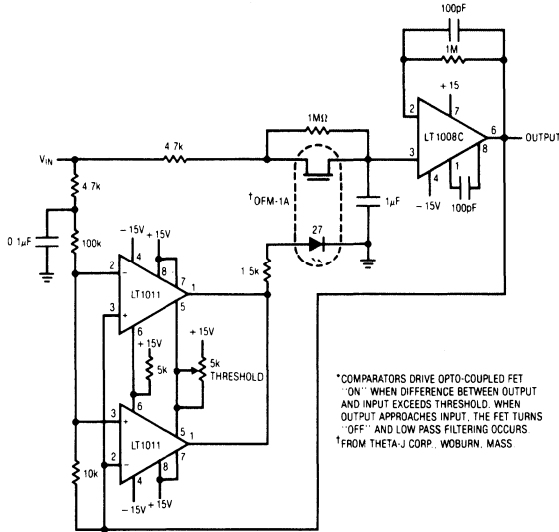 100pF
1M
+15
7
2
LT1008C
6
OUTPUT
3
1
8
4
-15V
100pF
1MΩ
VIN
4 7k
4 7k
†OFM-1A
1µF
0 1µF
100k
27
-15V
+15V
4
8
7
2
−
1
LT1011
1 5k
3
+
5
6
+15V
5k
+15V
5k
THRESHOLD
6
3
+
5
LT1011
1
2
−
8
7
10k
4
-15V
+15V
*COMPARATORS DRIVE OPTO-COUPLED FET
"ON" WHEN DIFFERENCE BETWEEN OUTPUT
AND INPUT EXCEEDS THRESHOLD. WHEN
OUTPUT APPROACHES INPUT, THE FET TURNS
"OFF" AND LOW PASS FILTERING OCCURS
†FROM THETA-J CORP., WOBURN, MASS